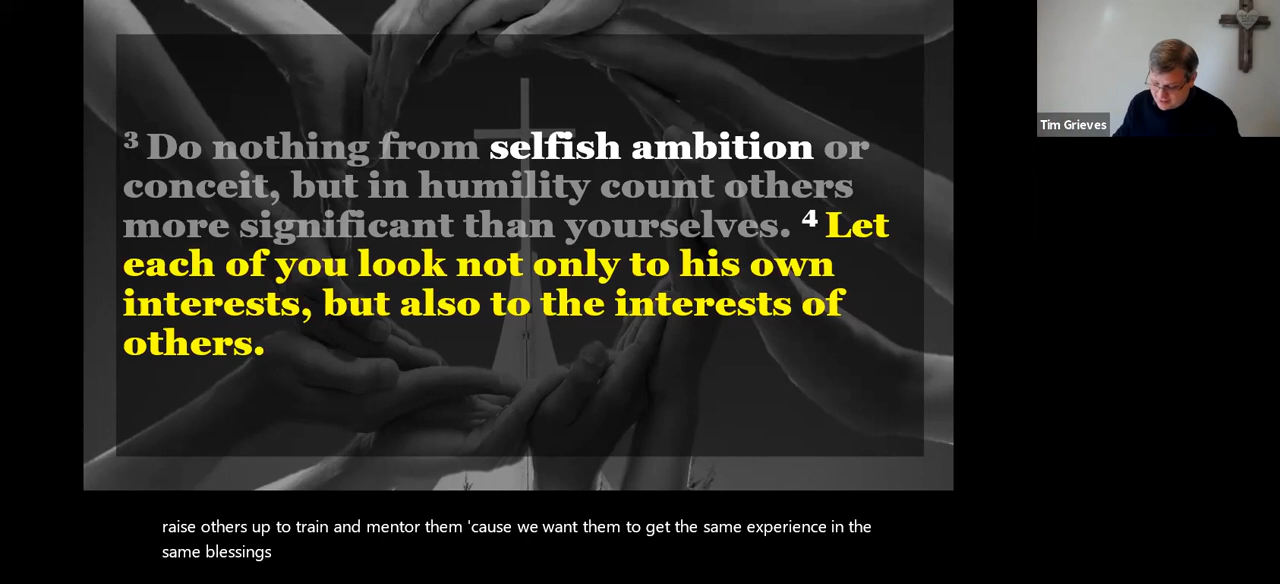 ³ Do nothing from selfish ambition or
conceit, but in humility count others
more significant than yourselves. ⁴ Let
each of you look not only to his own
interests, but also to the interests of
others.
Tim Grieves
raise others up to train and mentor them 'cause we want them to get the same experience in the
same blessings